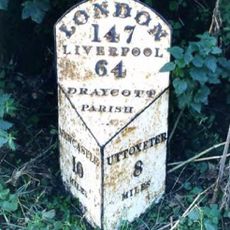 LONDON
147
LIVERPOOL
64
DRAYCOTT
PARISH
NEWCASTLE
10
MILES
UTTOXETER
8
MILES